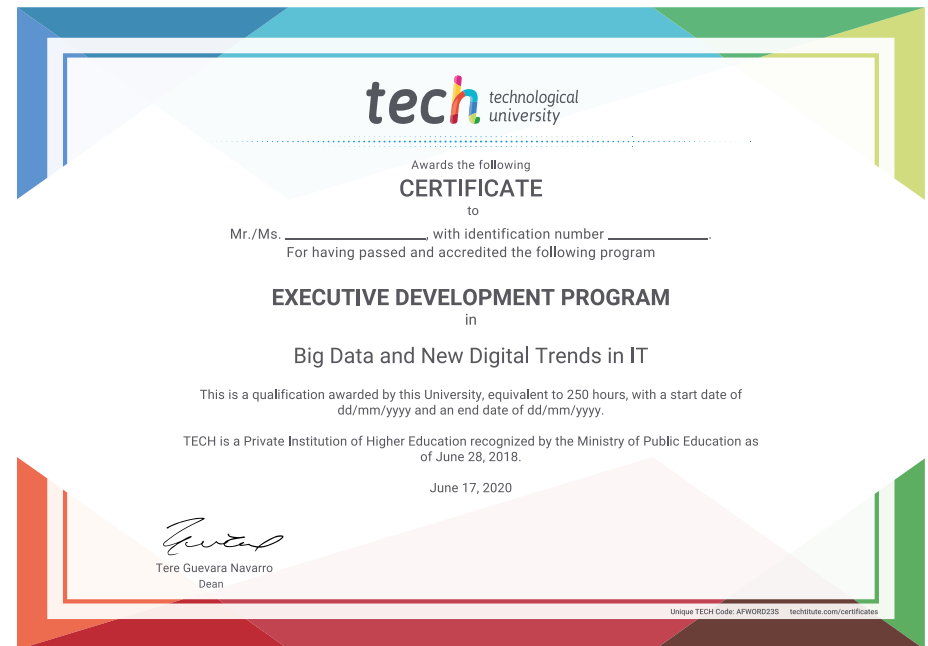 tech technological
university
Awards the following
CERTIFICATE
to
Mr./Ms. ____________________, with identification number ______________.
For having passed and accredited the following program
EXECUTIVE DEVELOPMENT PROGRAM
in
Big Data and New Digital Trends in IT
This is a qualification awarded by this University, equivalent to 250 hours, with a start date of
dd/mm/yyyy and an end date of dd/mm/yyyy.
TECH is a Private Institution of Higher Education recognized by the Ministry of Public Education as
of June 28, 2018.
June 17, 2020
Tere Guevara Navarro
Dean
Unique TECH Code: AFWORD23S techtitute.com/certificates